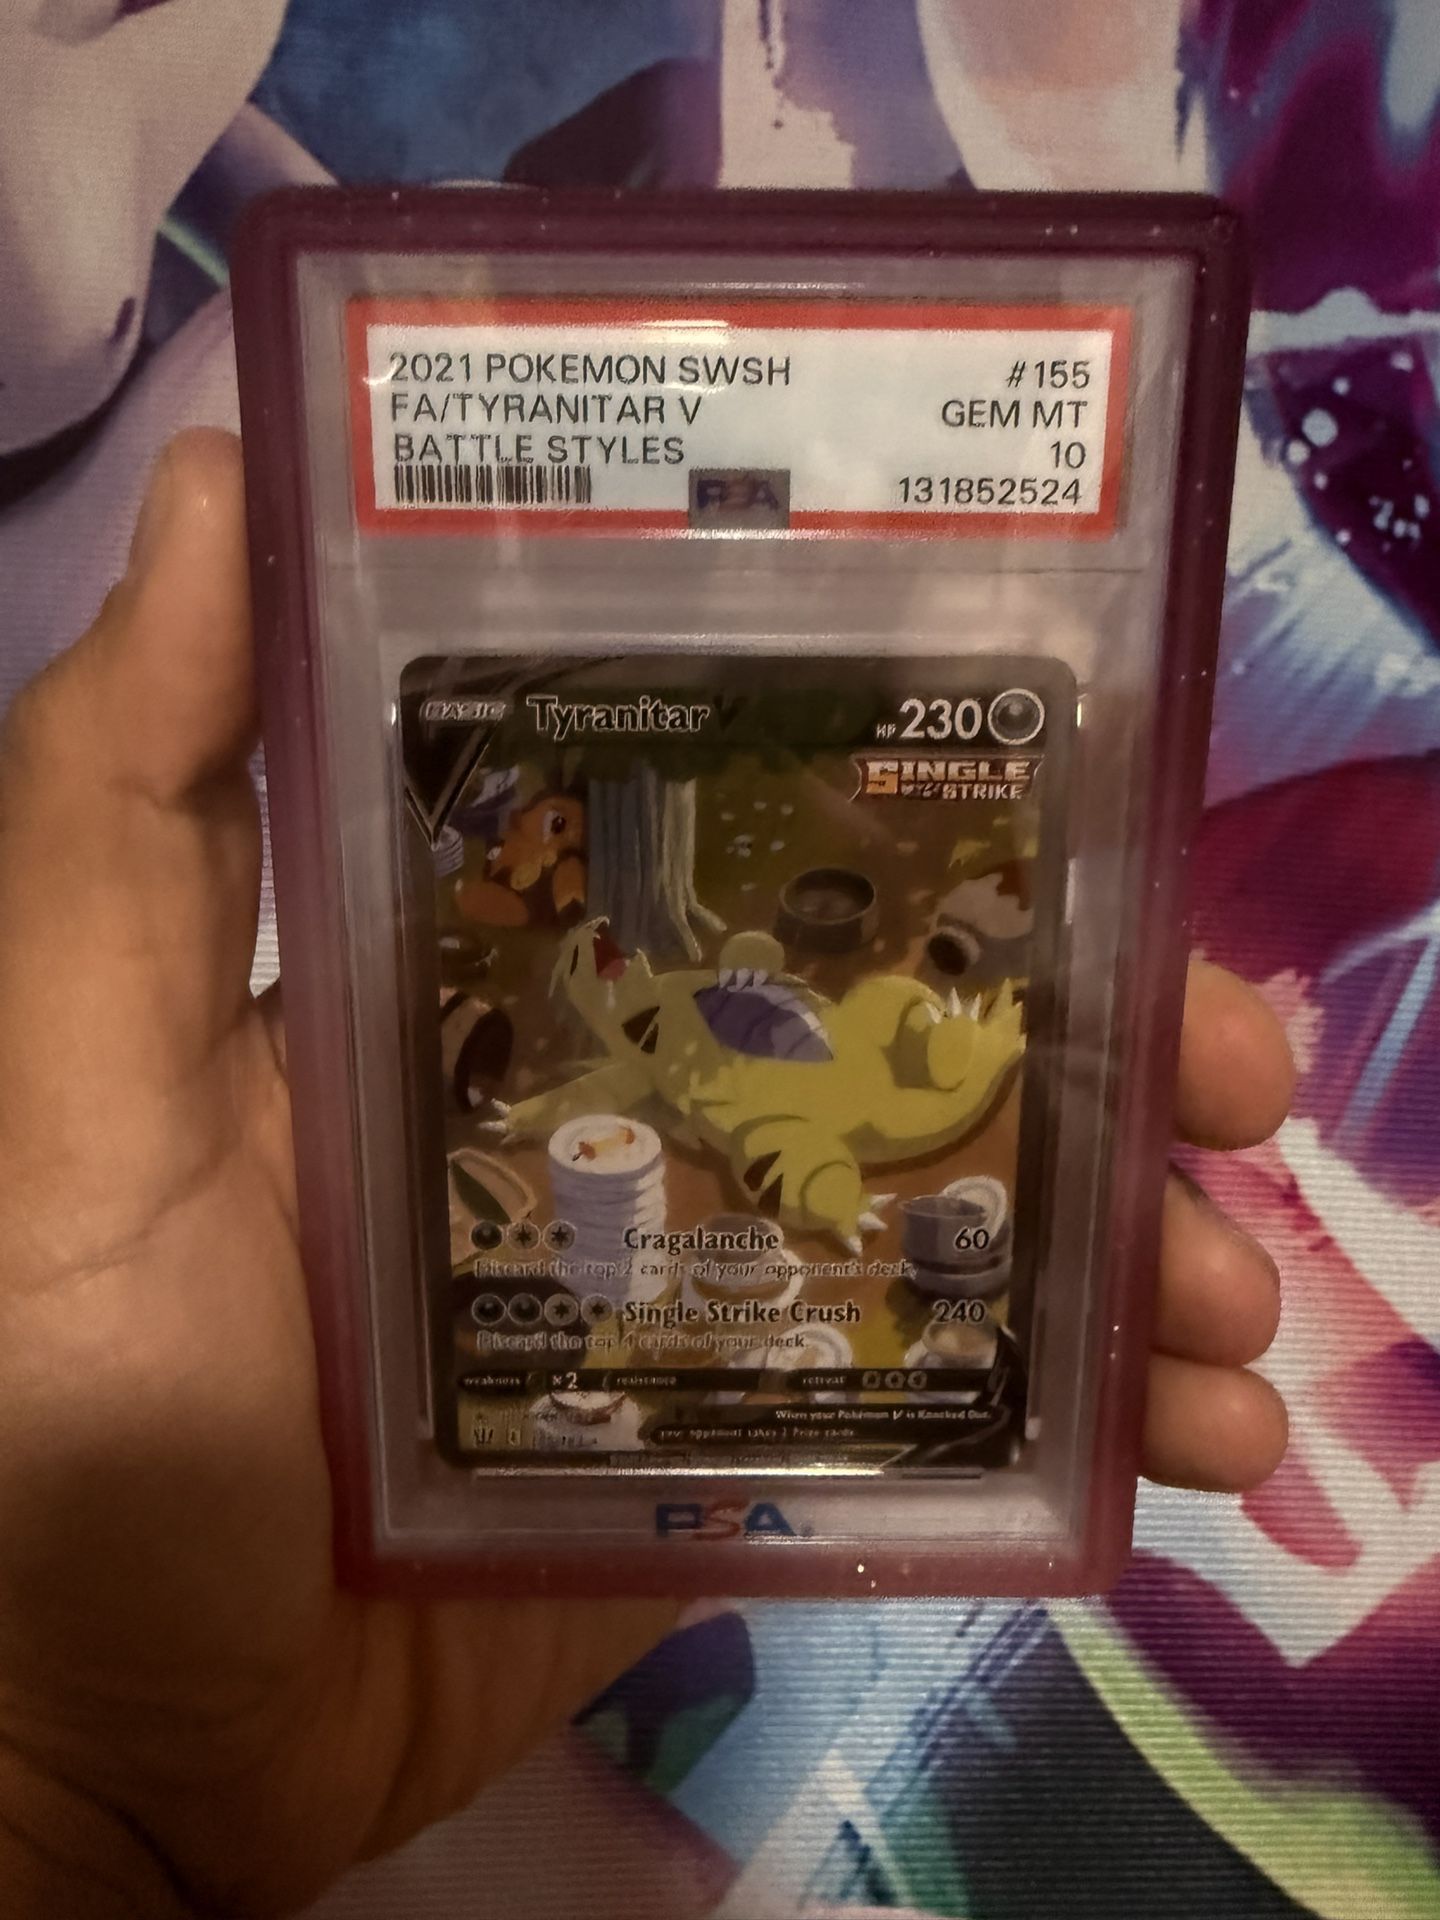 2021 POKEMON SWSH #155
FA/TYRANITAR V GEM MT
BATTLE STYLES 10
PSA 131852524
BASIC Tyranitar V HP 230
SINGLE STRIKE
Cragalanche 60
Discard the top 2 cards of your opponent's deck.
Single Strike Crush 240
Discard the top 4 cards of your deck.
weakness ×2 resistance retreat
When your Pokémon V is Knocked Out,
your opponent takes 2 Prize cards.
PSA